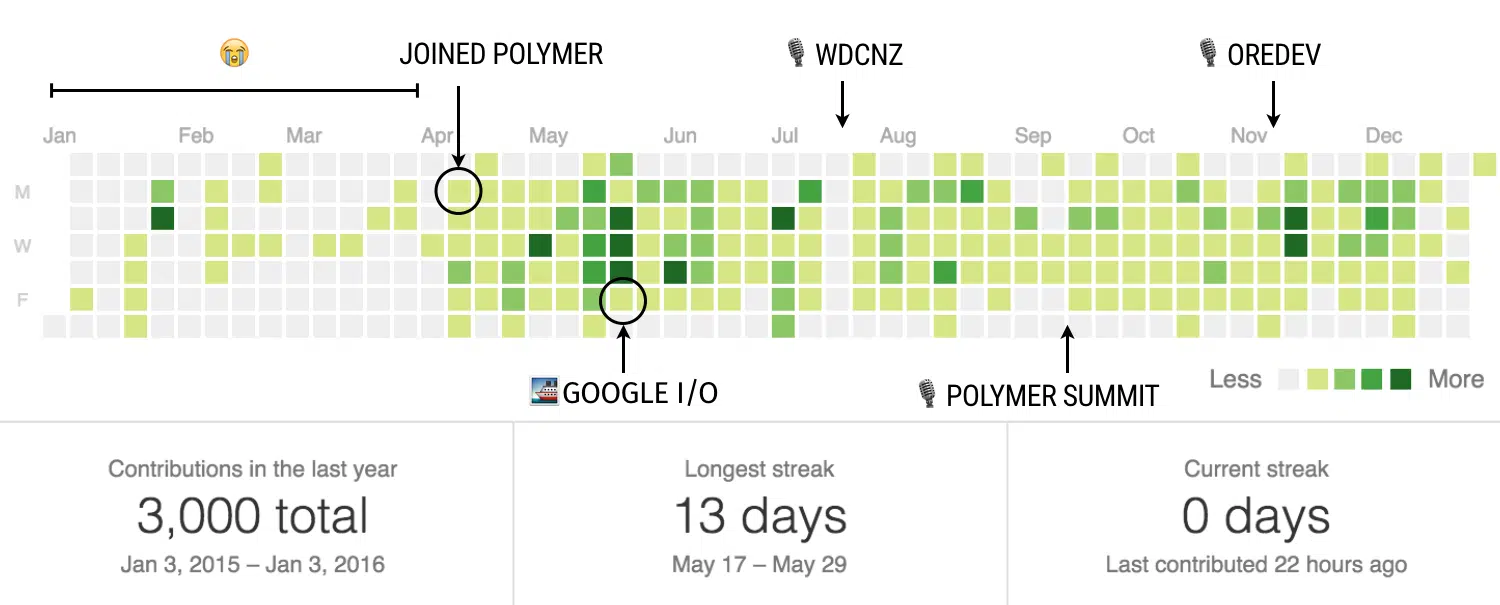 😭
JOINED POLYMER
🎙 WDCNZ
🎙 OREDEV
Jan Feb Mar Apr May Jun Jul Aug Sep Oct Nov Dec
M
W
F
🚢 GOOGLE I/O
🎙 POLYMER SUMMIT
Less More
Contributions in the last year
3,000 total
Jan 3, 2015 – Jan 3, 2016
Longest streak
13 days
May 17 – May 29
Current streak
0 days
Last contributed 22 hours ago